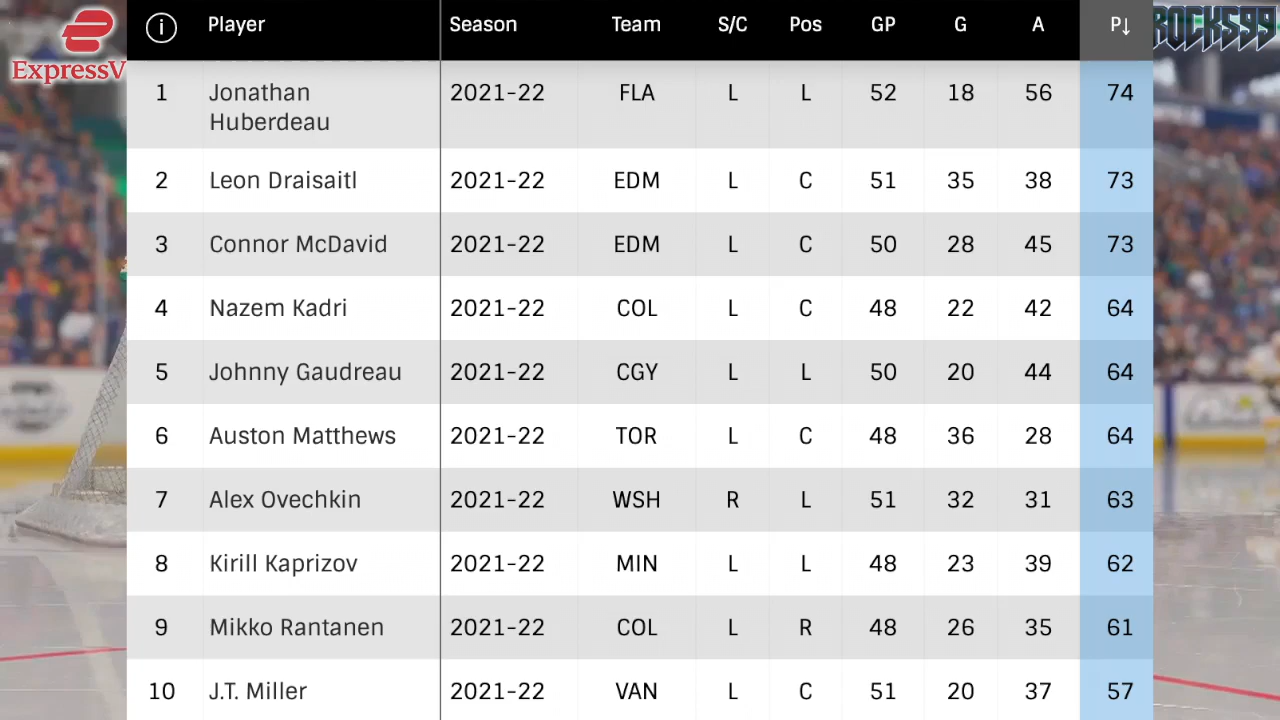 ExpressV
ROCKS99
i Player Season Team S/C Pos GP G A P↓
1 Jonathan Huberdeau 2021-22 FLA L L 52 18 56 74
2 Leon Draisaitl 2021-22 EDM L C 51 35 38 73
3 Connor McDavid 2021-22 EDM L C 50 28 45 73
4 Nazem Kadri 2021-22 COL L C 48 22 42 64
5 Johnny Gaudreau 2021-22 CGY L L 50 20 44 64
6 Auston Matthews 2021-22 TOR L C 48 36 28 64
7 Alex Ovechkin 2021-22 WSH R L 51 32 31 63
8 Kirill Kaprizov 2021-22 MIN L L 48 23 39 62
9 Mikko Rantanen 2021-22 COL L R 48 26 35 61
10 J.T. Miller 2021-22 VAN L C 51 20 37 57